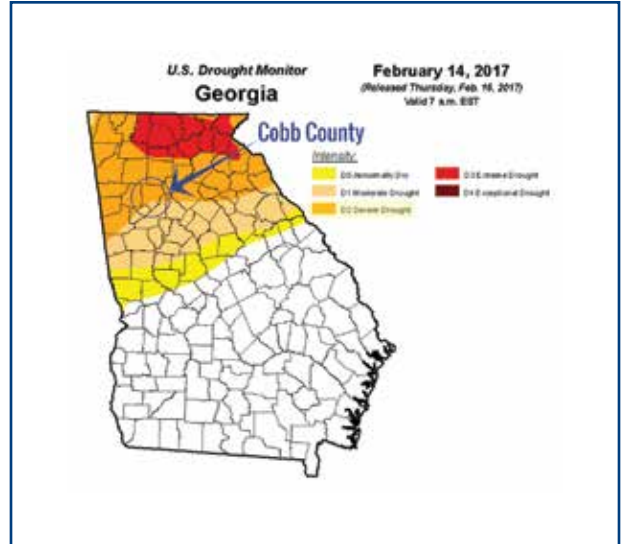 U.S. Drought Monitor
Georgia
February 14, 2017
(Released Thursday, Feb. 16, 2017)
Valid 7 a.m. EST
Cobb County
Intensity:
D0 Abnormally Dry
D1 Moderate Drought
D2 Severe Drought
D3 Extreme Drought
D4 Exceptional Drought